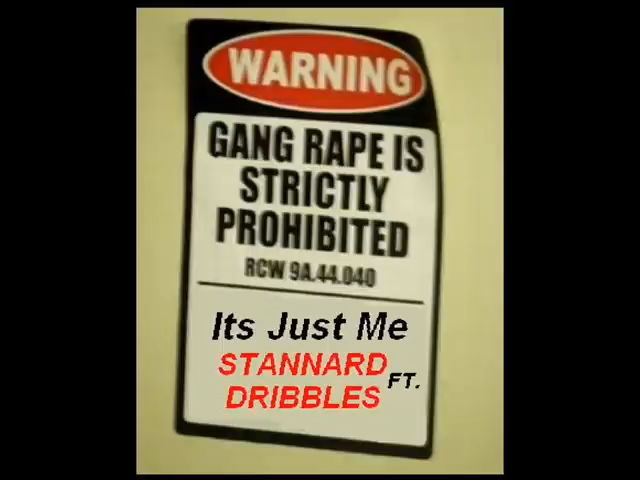 WARNING
GANG RAPE IS
STRICTLY
PROHIBITED
RCW 9A.44.040
Its Just Me
STANNARD FT.
DRIBBLES